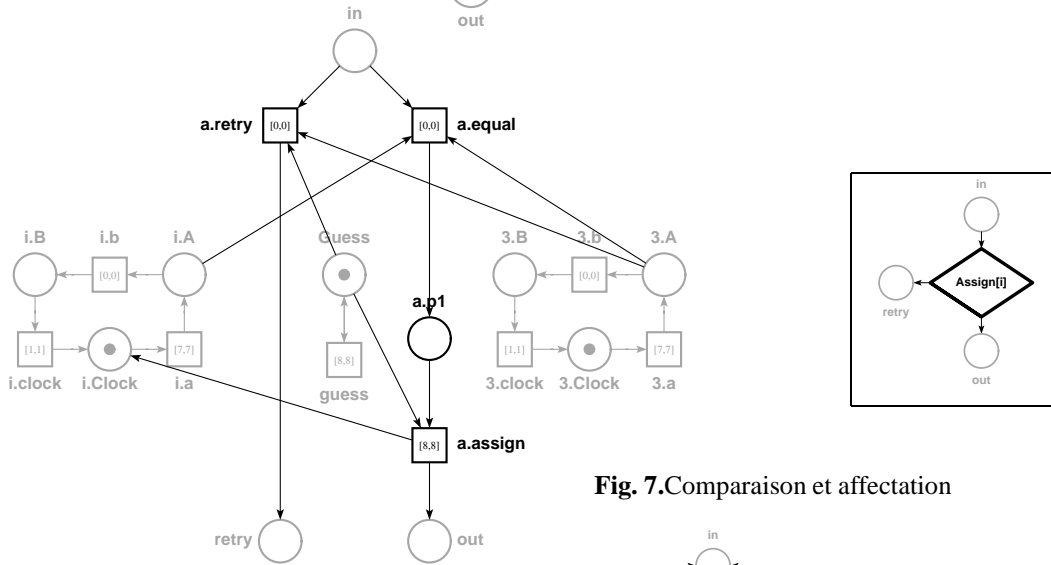 in
out
a.retry
[0,0]
[0,0]
a.equal
in
i.B
i.b
i.A
Guess
3.B
3.b
3.A
[0,0]
[0,0]
Assign[i]
retry
a.p1
[1,1]
[7,7]
[8,8]
[1,1]
[7,7]
i.clock
i.Clock
i.a
guess
3.clock
3.Clock
3.a
out
[8,8]
a.assign
Fig. 7.Comparaison et affectation
retry
out
in